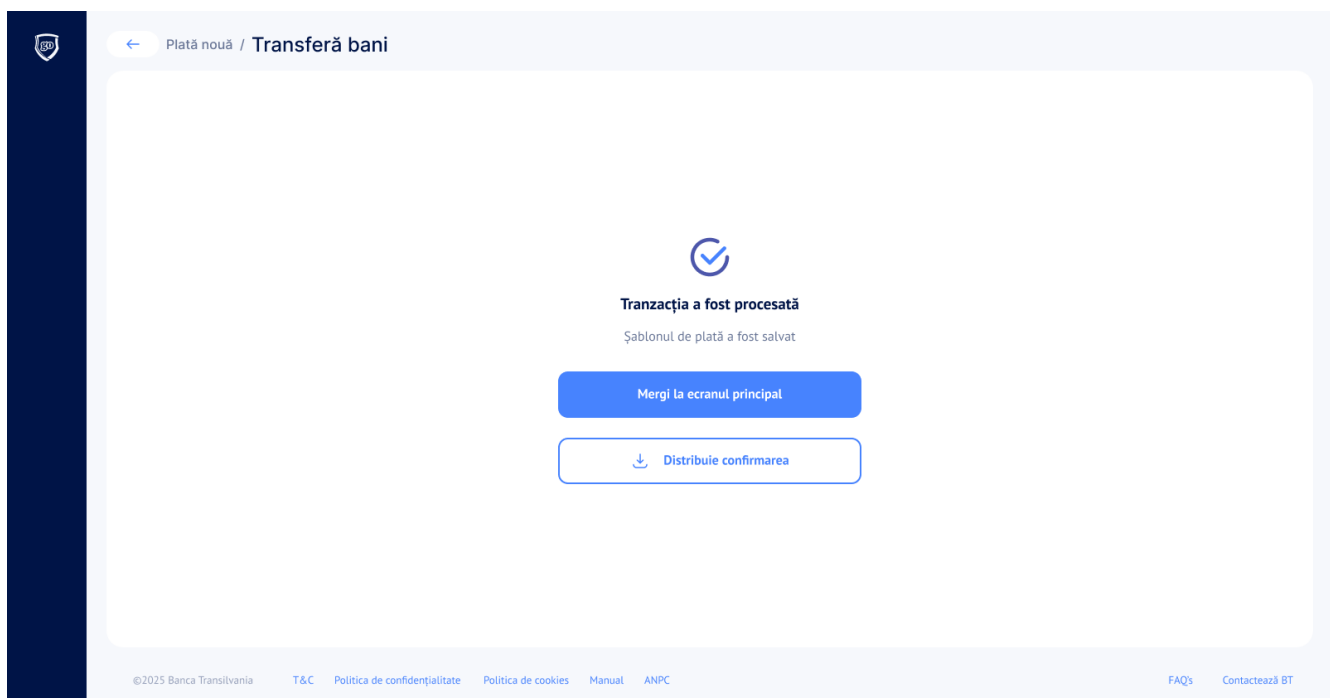 go
Plată nouă / Transferă bani
Tranzacția a fost procesată
Șablonul de plată a fost salvat
Mergi la ecranul principal
Distribuie confirmarea
©2025 Banca Transilvania T&C Politica de confidențialitate Politica de cookies Manual ANPC FAQ's Contactează BT